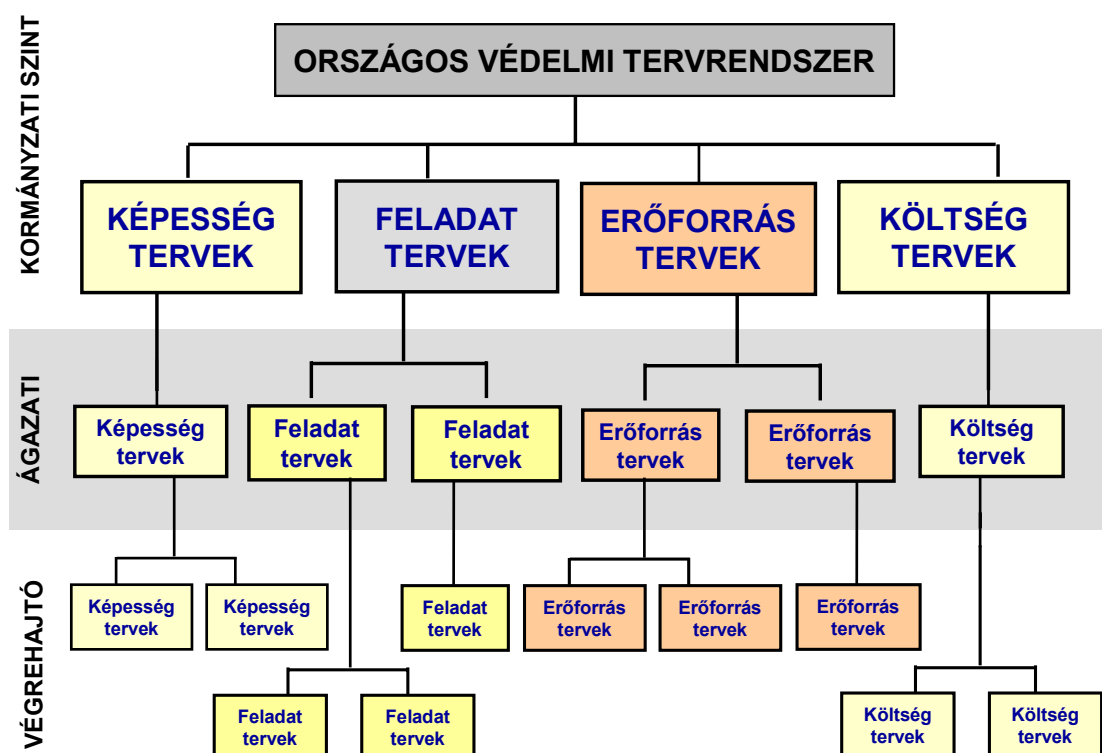 KORMÁNYZATI SZINT
ORSZÁGOS VÉDELMI TERVRENDSZER
KÉPESSÉG
TERVEK
FELADAT
TERVEK
ERŐFORRÁS
TERVEK
KÖLTSÉG
TERVEK
ÁGAZATI
Képesség
tervek
Feladat
tervek
Feladat
tervek
Erőforrás
tervek
Erőforrás
tervek
Költség
tervek
VÉGREHAJTÓ
Képesség
tervek
Képesség
tervek
Feladat
tervek
Erőforrás
tervek
Erőforrás
tervek
Erőforrás
tervek
Feladat
tervek
Feladat
tervek
Költség
tervek
Költség
tervek